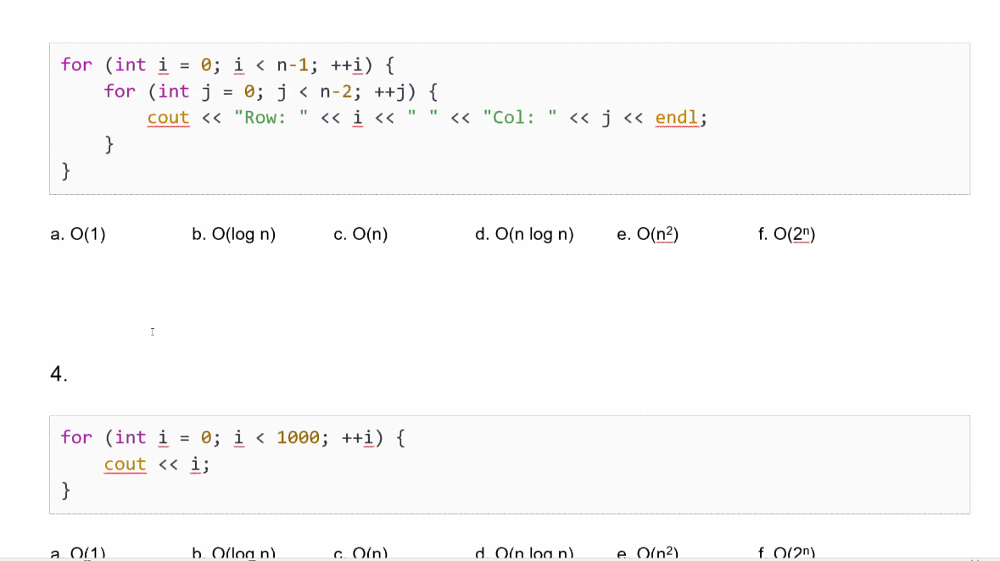 for (int i = 0; i < n-1; ++i) {
    for (int j = 0; j < n-2; ++j) {
        cout << "Row: " << i << " " << "Col: " << j << endl;
    }
}
a. O(1) b. O(log n) c. O(n) d. O(n log n) e. O(n²) f. O(2ⁿ)
4.
for (int i = 0; i < 1000; ++i) {
    cout << i;
}
a. O(1) b. O(log n) c. O(n) d. O(n log n) e. O(n²) f. O(2ⁿ)